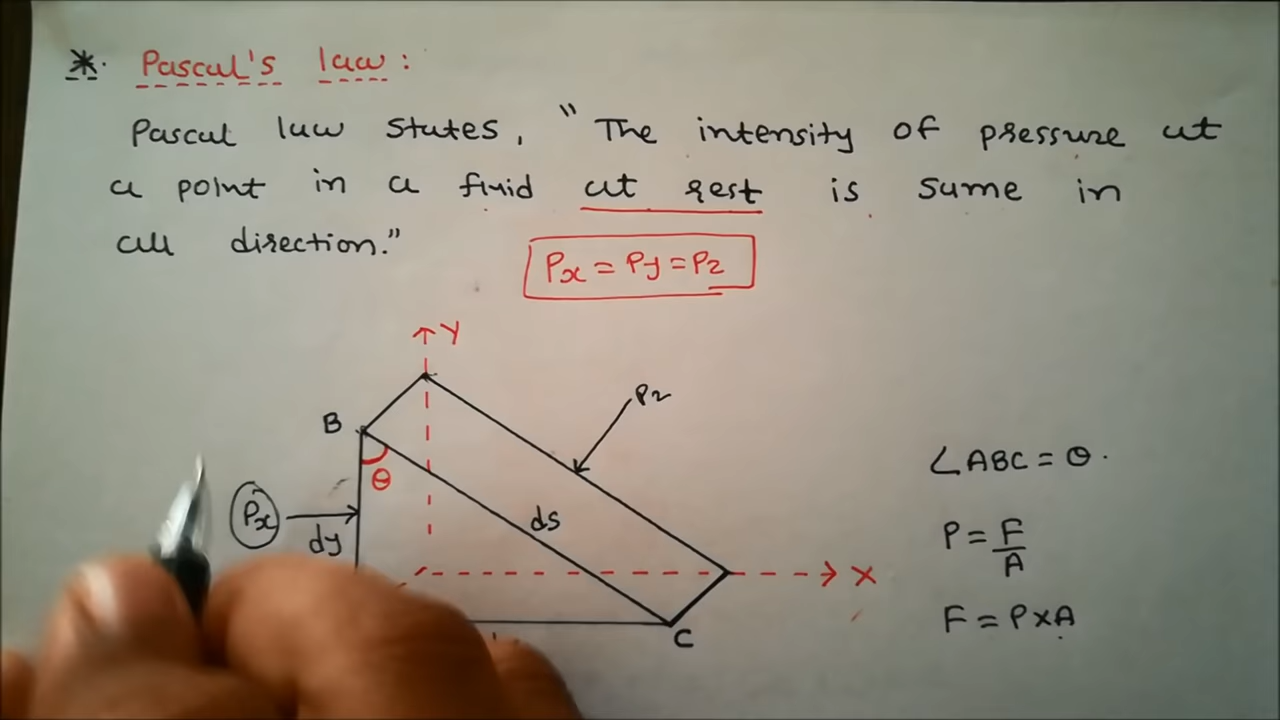 * Pascal's law:
Pascal law states, "The intensity of pressure at
a point in a fluid at rest is same in
all direction."
Px = Py = Pz
Y
B
Pz
θ
Px
dy
ds
X
C
∠ABC = θ.
P = F/A
F = P×A